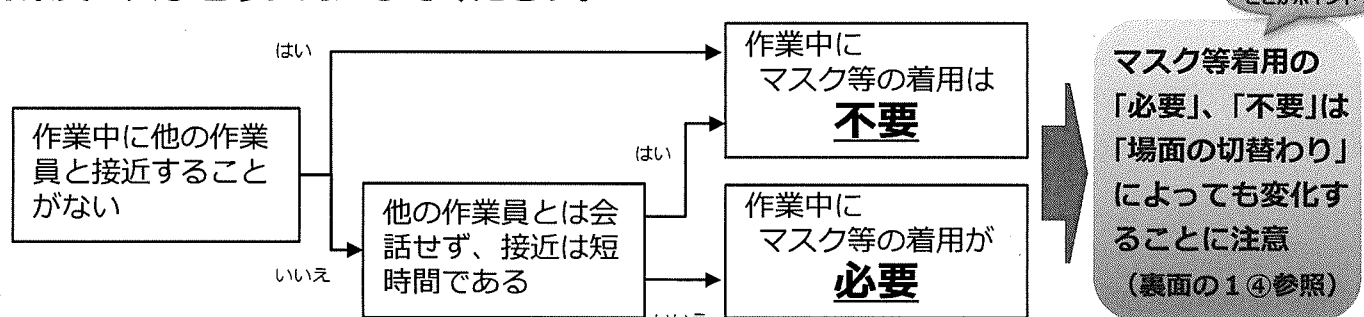 はい
作業中に他の作業
員と接近すること
がない
いいえ
他の作業員とは会
話せず、接近は短
時間である
はい
作業中に
マスク等の着用は
不要
作業中に
マスク等の着用が
必要
マスク等着用の
「必要」、「不要」は
「場面の切替わり」
によっても変化す
ることに注意
(裏面の1④参照)